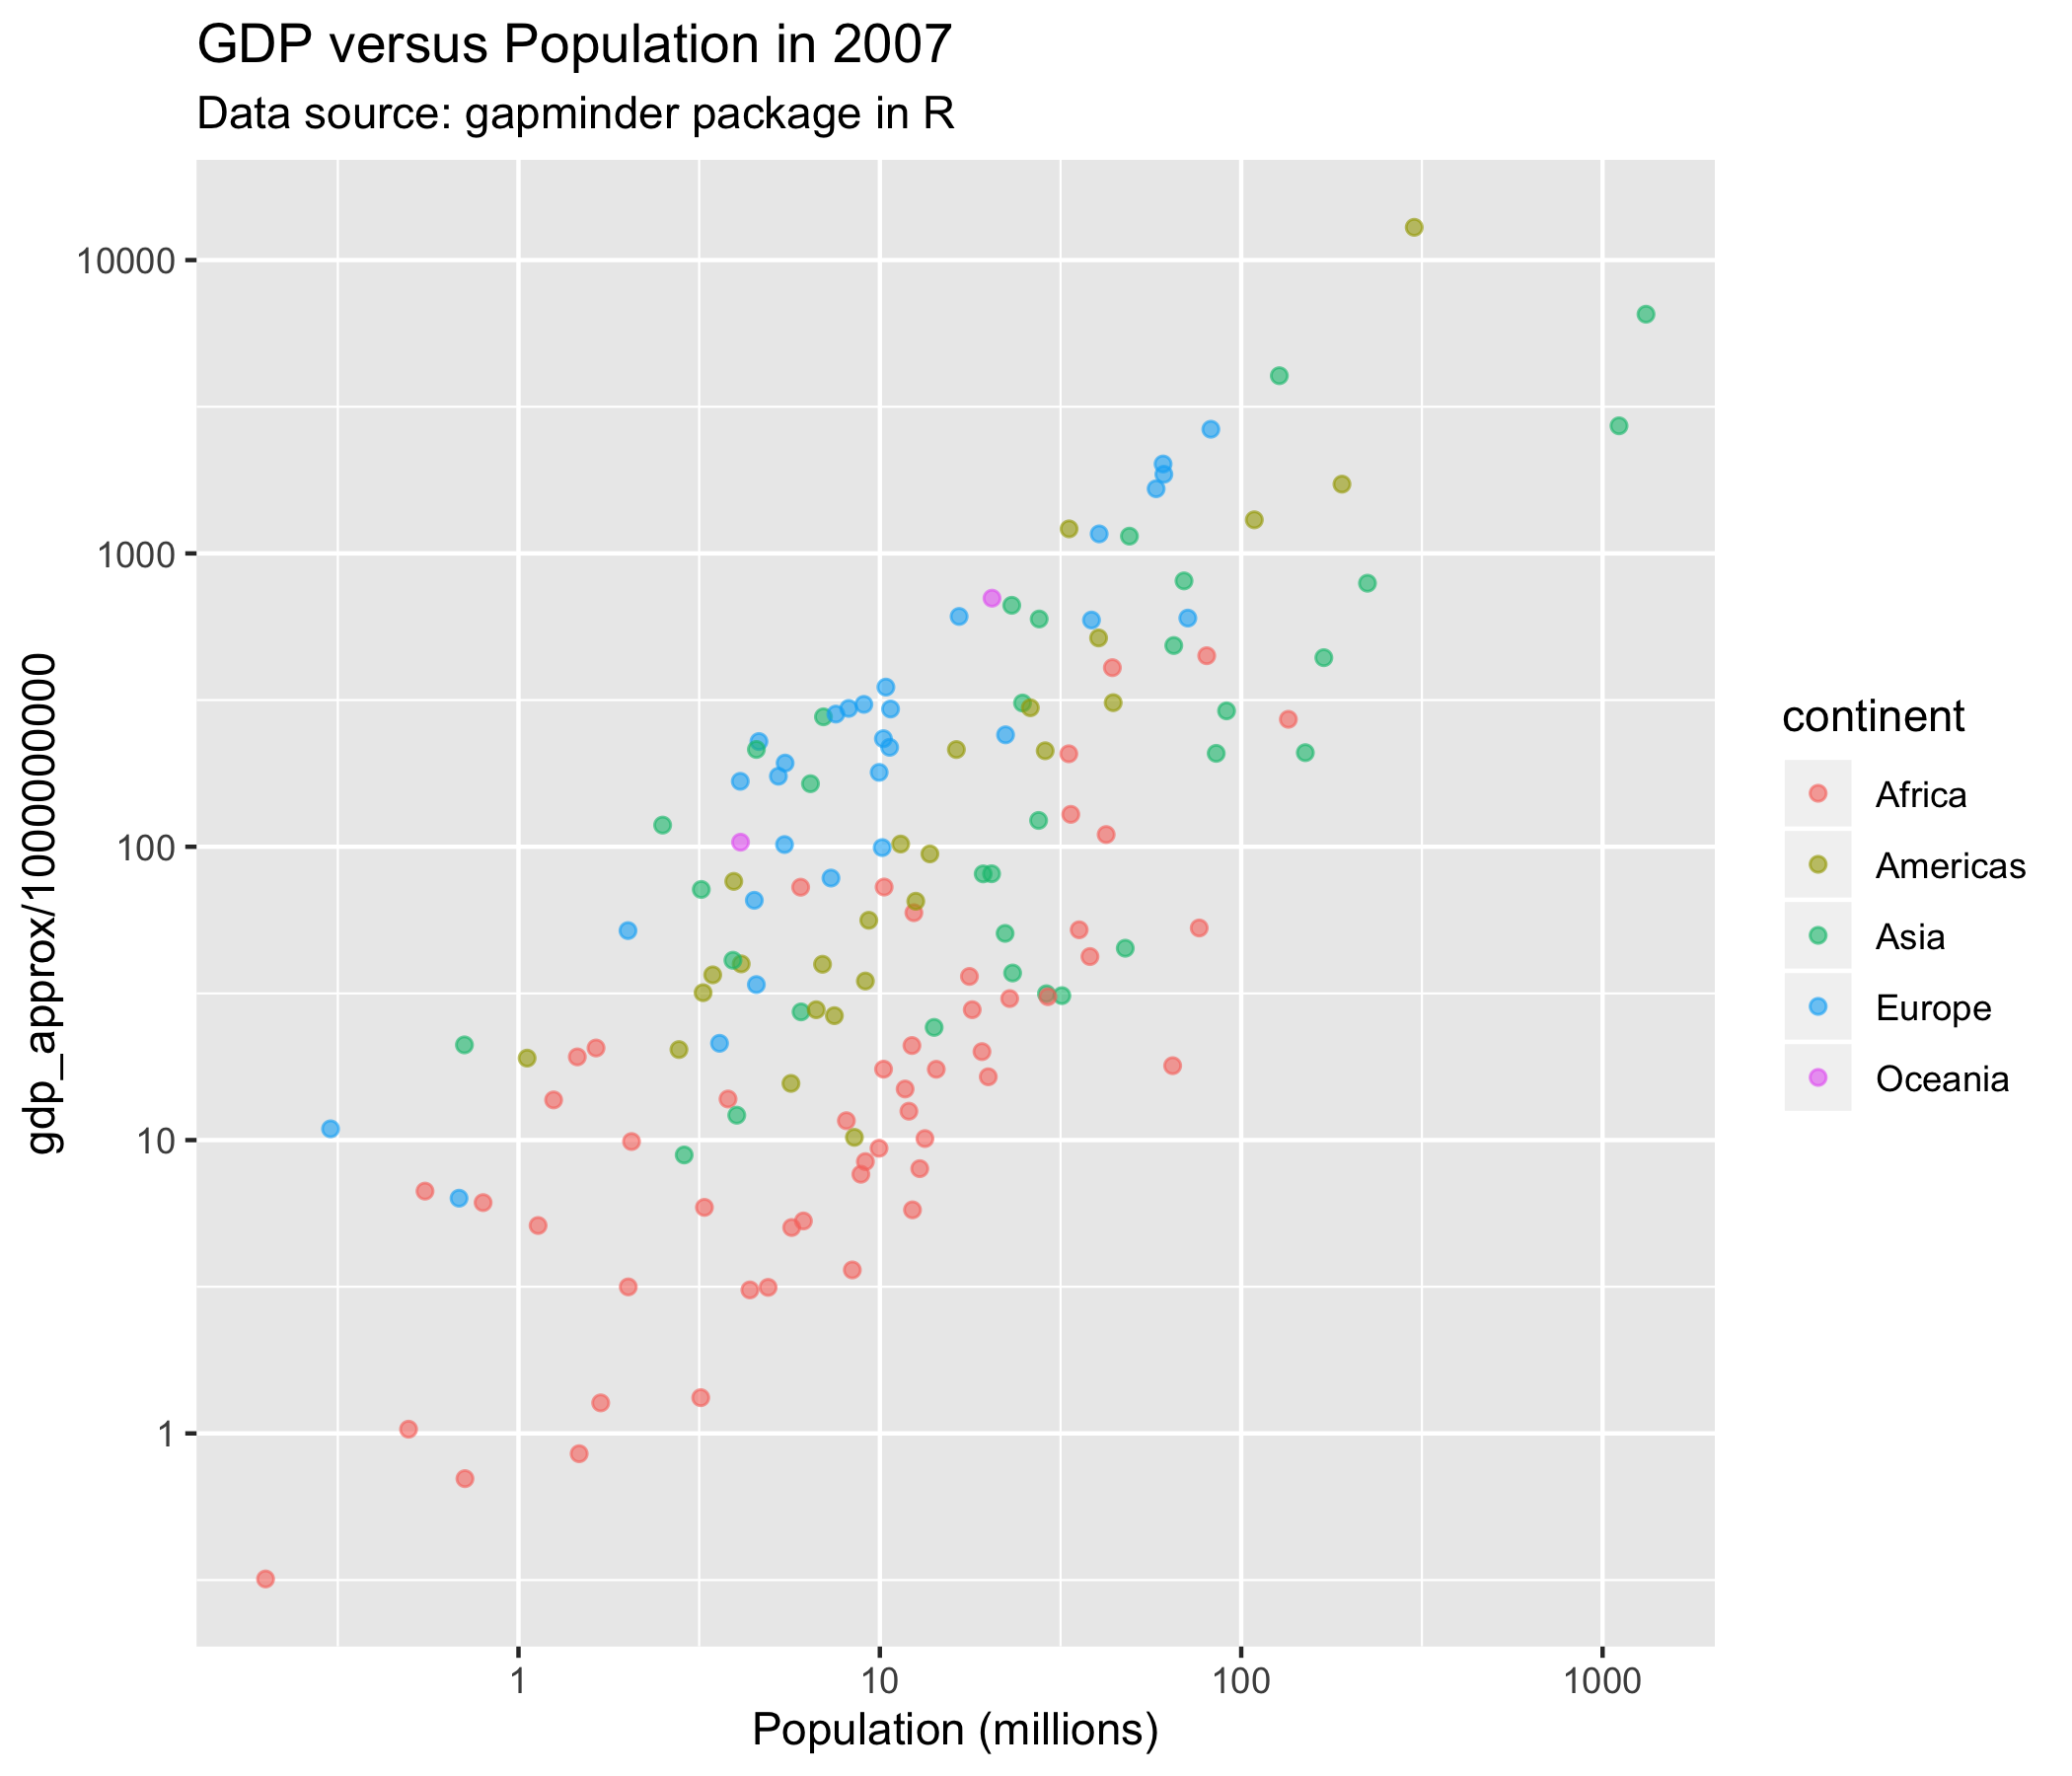 GDP versus Population in 2007
Data source: gapminder package in R
gdp_approx/1000000000
10000
1000
100
10
1
1
10
100
1000
Population (millions)
continent
Africa
Americas
Asia
Europe
Oceania